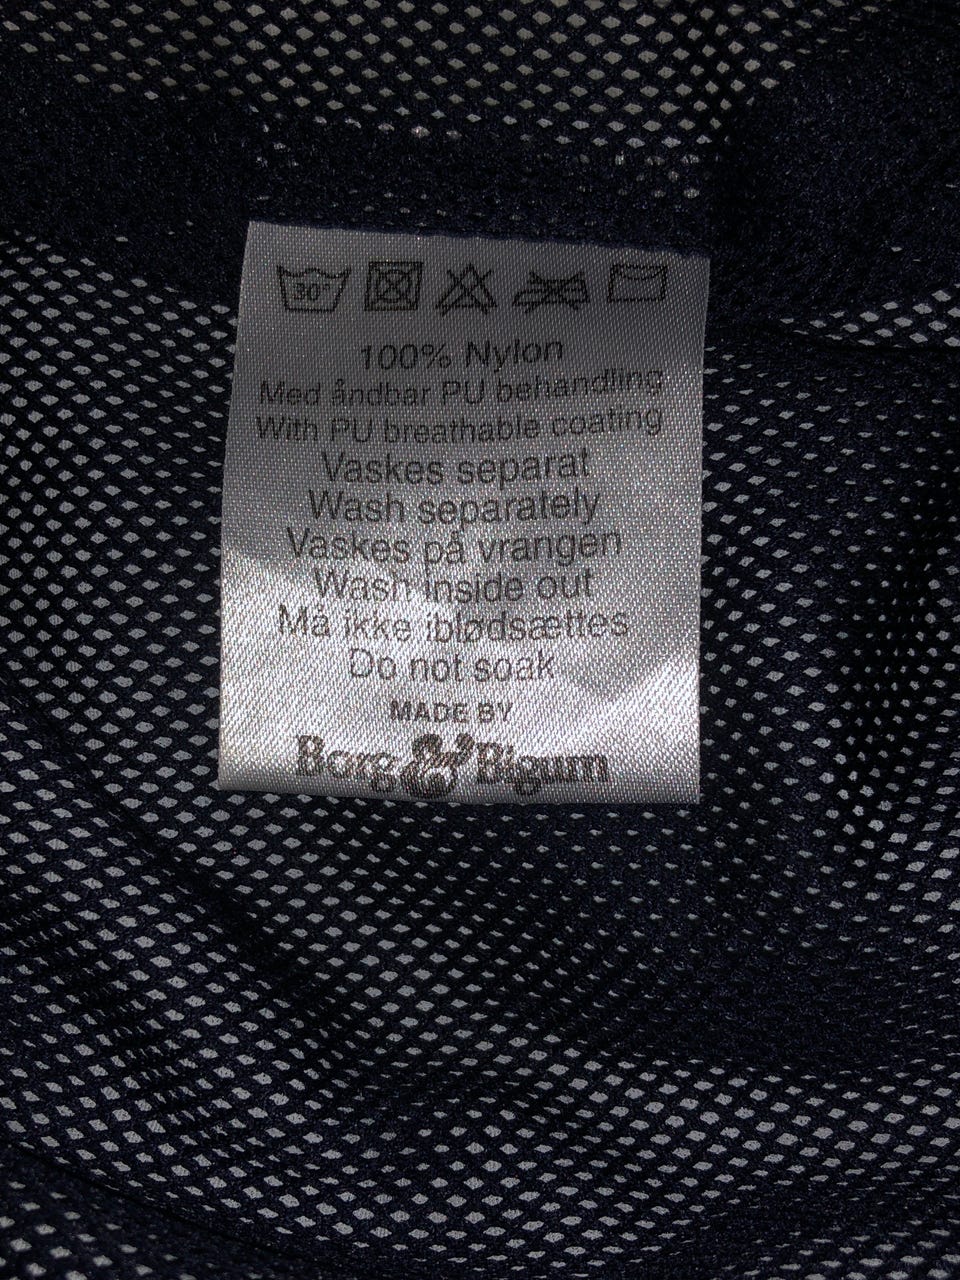 30°
100% Nylon
Med åndbar PU behandling
With PU breathable coating
Vaskes separat
Wash separately
Vaskes på vrangen
Wash inside out
Må ikke iblødsættes
Do not soak
MADE BY
Borg & Bigum